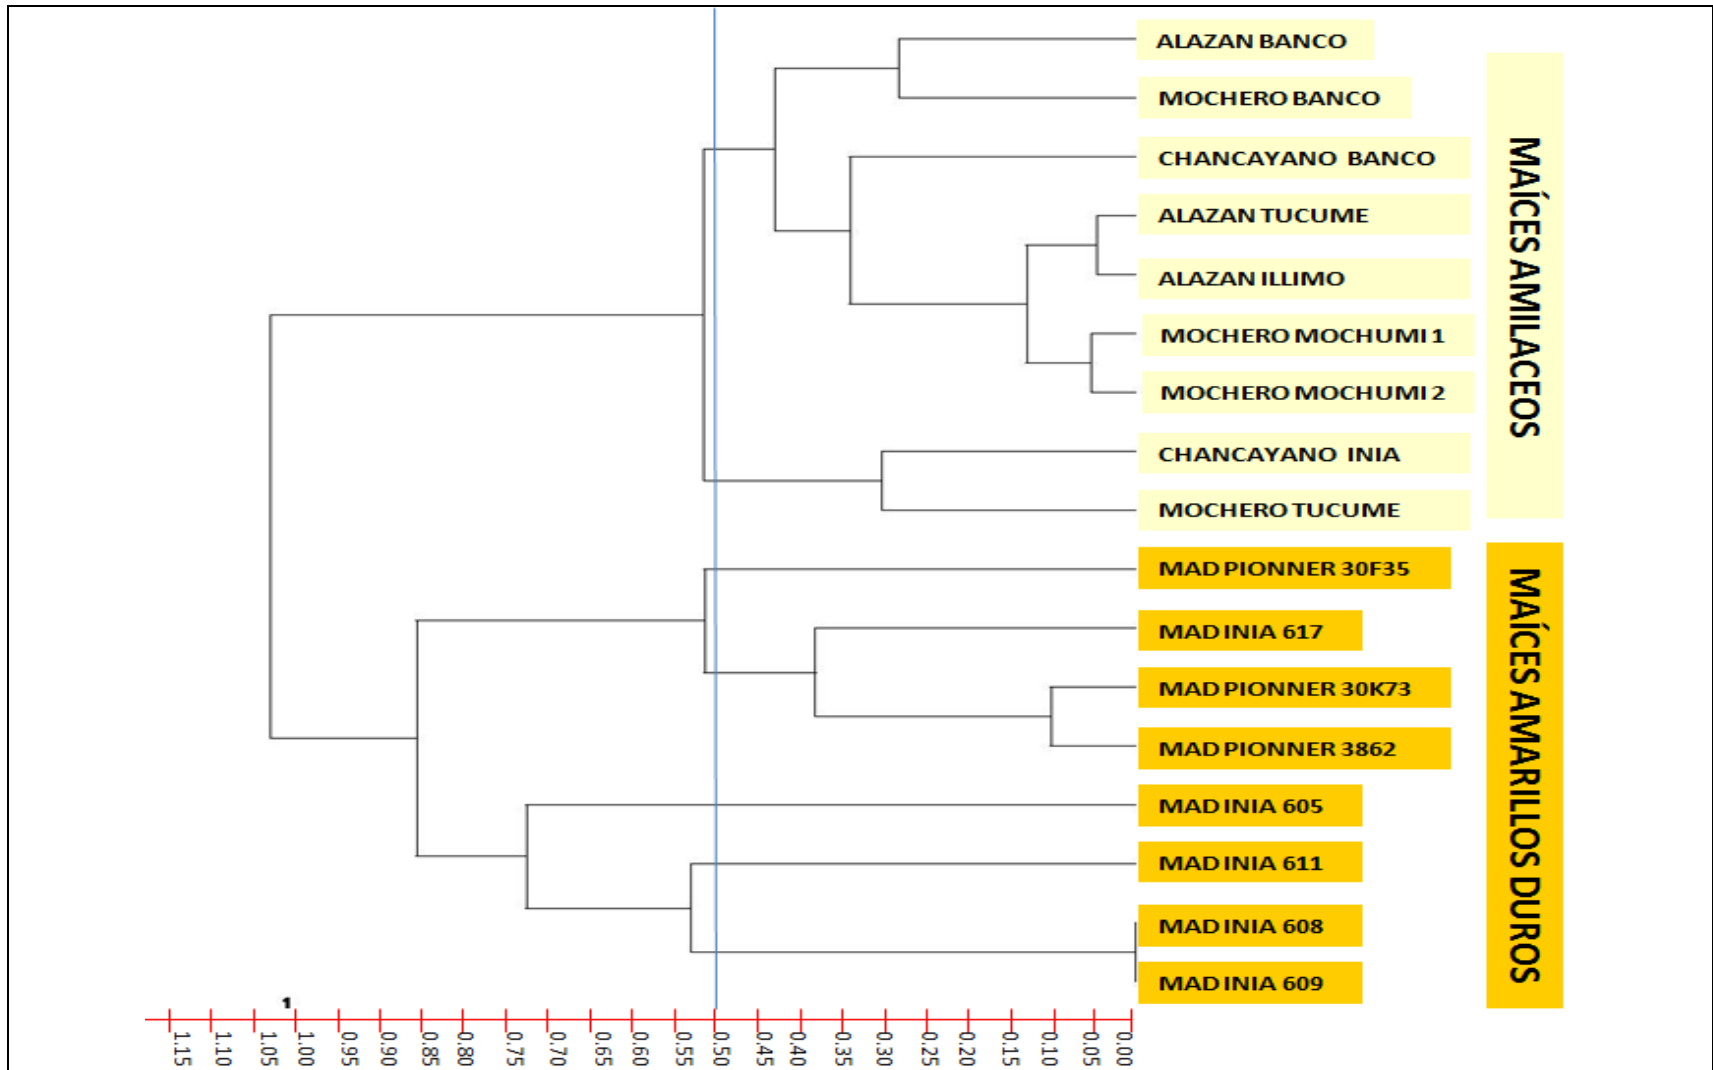 ALAZAN BANCO
MOCHERO BANCO
CHANCAYANO BANCO
ALAZAN TUCUME
ALAZAN ILLIMO
MOCHERO MOCHUMI 1
MOCHERO MOCHUMI 2
CHANCAYANO INIA
MOCHERO TUCUME
MAÍCES AMILACEOS
MAD PIONNER 30F35
MAD INIA 617
MAD PIONNER 30K73
MAD PIONNER 3862
MAD INIA 605
MAD INIA 611
MAD INIA 608
MAD INIA 609
MAÍCES AMARILLOS DUROS
1
1.15 1.10 1.05 1.00 0.95 0.90 0.85 0.80 0.75 0.70 0.65 0.60 0.55 0.50 0.45 0.40 0.35 0.30 0.25 0.20 0.15 0.10 0.05 0.00